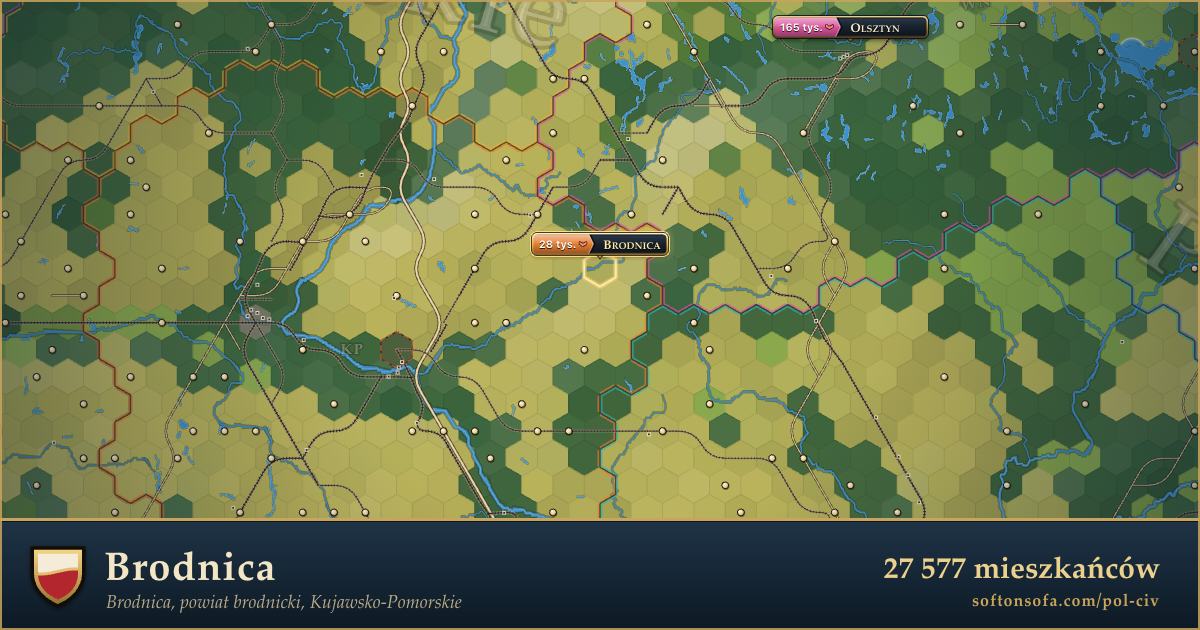 165 tys. Olsztyn
28 tys. Brodnica
KP
Brodnica
27 577 mieszkańców
Brodnica, powiat brodnicki, Kujawsko-Pomorskie
softonsofa.com/pol-civ